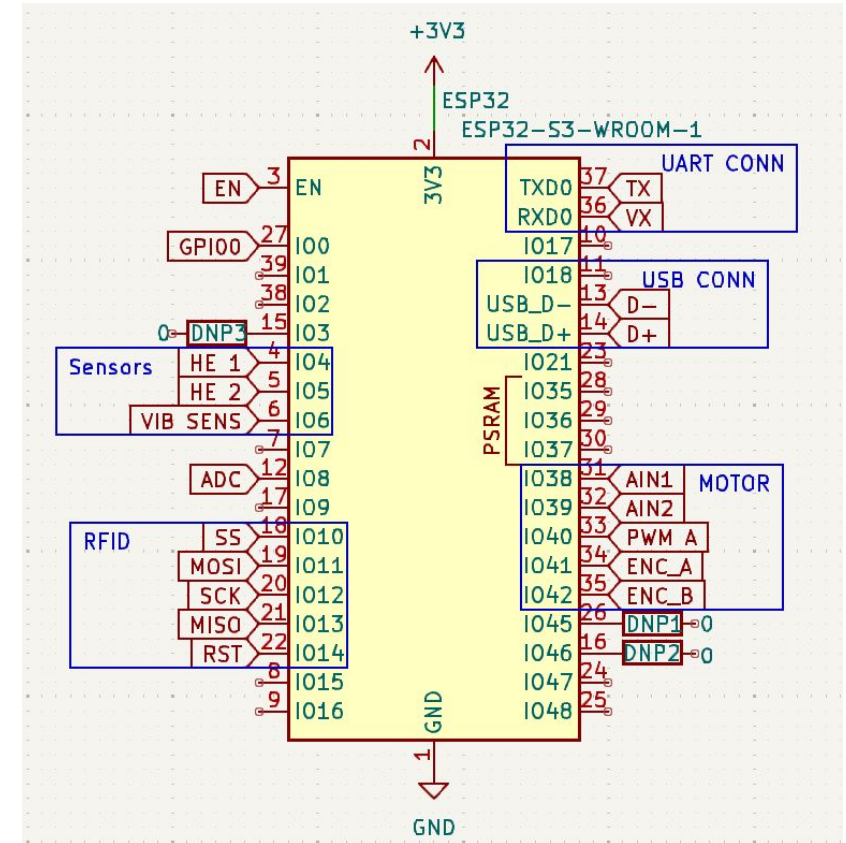 +3V3
ESP32
ESP32-S3-WROOM-1
2
3V3
UART CONN
EN 3 EN
TXD0 37 TX
RXD0 36 VX
GPIO0 27 IO0
IO17 10
39 IO1
IO18 11
USB CONN
38 IO2
USB_D- 13 D-
0 DNP3 15 IO3
USB_D+ 14 D+
Sensors
HE 1 4 IO4
IO21 23
HE 2 5 IO5
IO35 28
VIB SENS 6 IO6
IO36 29
PSRAM
7 IO7
IO37 30
ADC 12 IO8
IO38 31 AIN1
MOTOR
17 IO9
IO39 32 AIN2
RFID
SS 18 IO10
IO40 33 PWM A
MOSI 19 IO11
IO41 34 ENC_A
SCK 20 IO12
IO42 35 ENC_B
MISO 21 IO13
IO45 26 DNP1 0
RST 22 IO14
IO46 16 DNP2 0
8 IO15
IO47 24
9 IO16
IO48 25
GND
1
GND